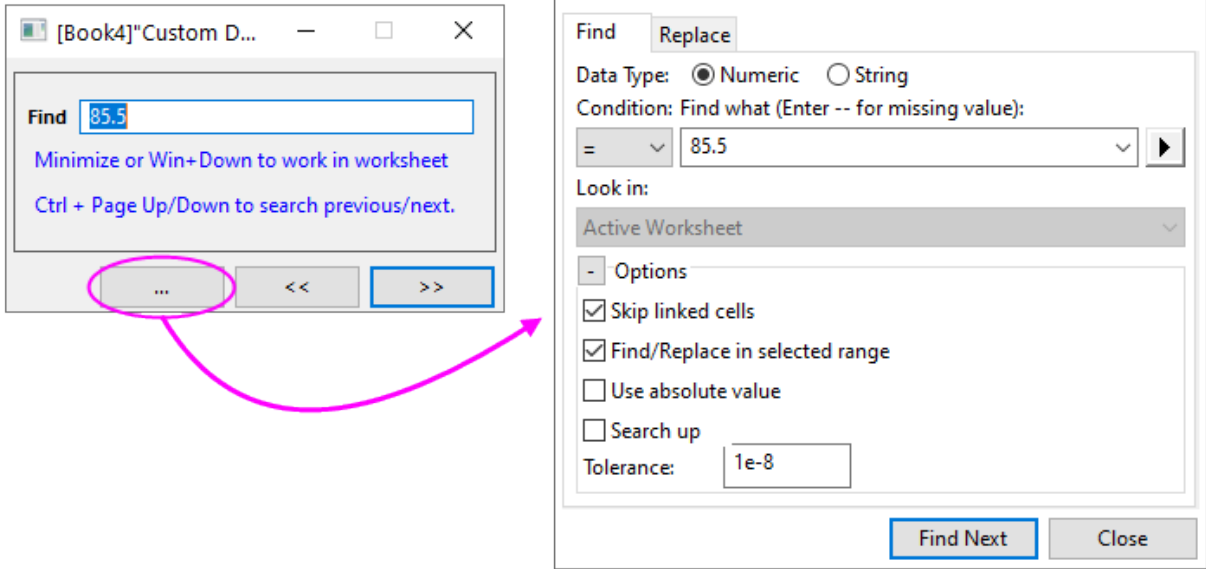 [Book4]"Custom D...
Find 85.5
Minimize or Win+Down to work in worksheet
Ctrl + Page Up/Down to search previous/next.
... << >>
Find Replace
Data Type: Numeric String
Condition: Find what (Enter -- for missing value):
= 85.5
Look in:
Active Worksheet
- Options
Skip linked cells
Find/Replace in selected range
Use absolute value
Search up
Tolerance: 1e-8
Find Next Close